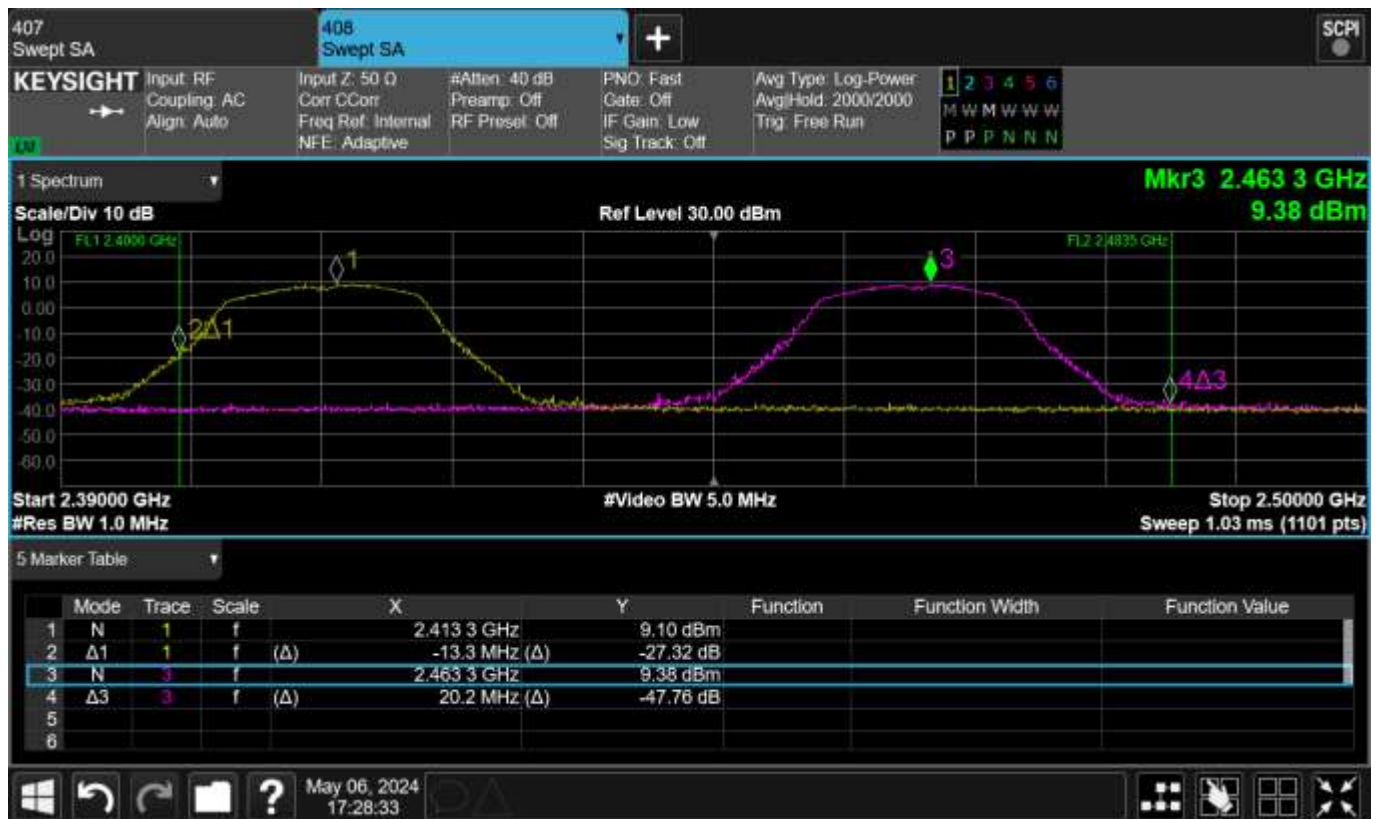 407
Swept SA
408
Swept SA
+
SCPI
KEYSIGHT
Input: RF
Coupling: AC
Align: Auto
Input Z: 50 Ω
Corr CCorr
Freq Ref: Internal
NFE: Adaptive
#Atten: 40 dB
Preamp: Off
RF Presel: Off
PNO: Fast
Gate: Off
IF Gain: Low
Sig Track: Off
Avg Type: Log-Power
Avg|Hold: 2000/2000
Trig: Free Run
1 2 3 4 5 6
M W M W W W
P P P N N N
1 Spectrum
Mkr3 2.463 3 GHz
9.38 dBm
Scale/Div 10 dB
Ref Level 30.00 dBm
Log
FL1 2.4000 GHz
FL2 2.4835 GHz
20.0
10.0
0.00
-10.0
-20.0
-30.0
-40.0
-50.0
-60.0
1
2Δ1
3
4Δ3
Start 2.39000 GHz
#Video BW 5.0 MHz
Stop 2.50000 GHz
#Res BW 1.0 MHz
Sweep 1.03 ms (1101 pts)
5 Marker Table
Mode Trace Scale X Y Function Function Width Function Value
1 N 1 f 2.413 3 GHz 9.10 dBm
2 Δ1 1 f (Δ) -13.3 MHz (Δ) -27.32 dB
3 N 3 f 2.463 3 GHz 9.38 dBm
4 Δ3 3 f (Δ) 20.2 MHz (Δ) -47.76 dB
5
6
?
May 06, 2024
17:28:33